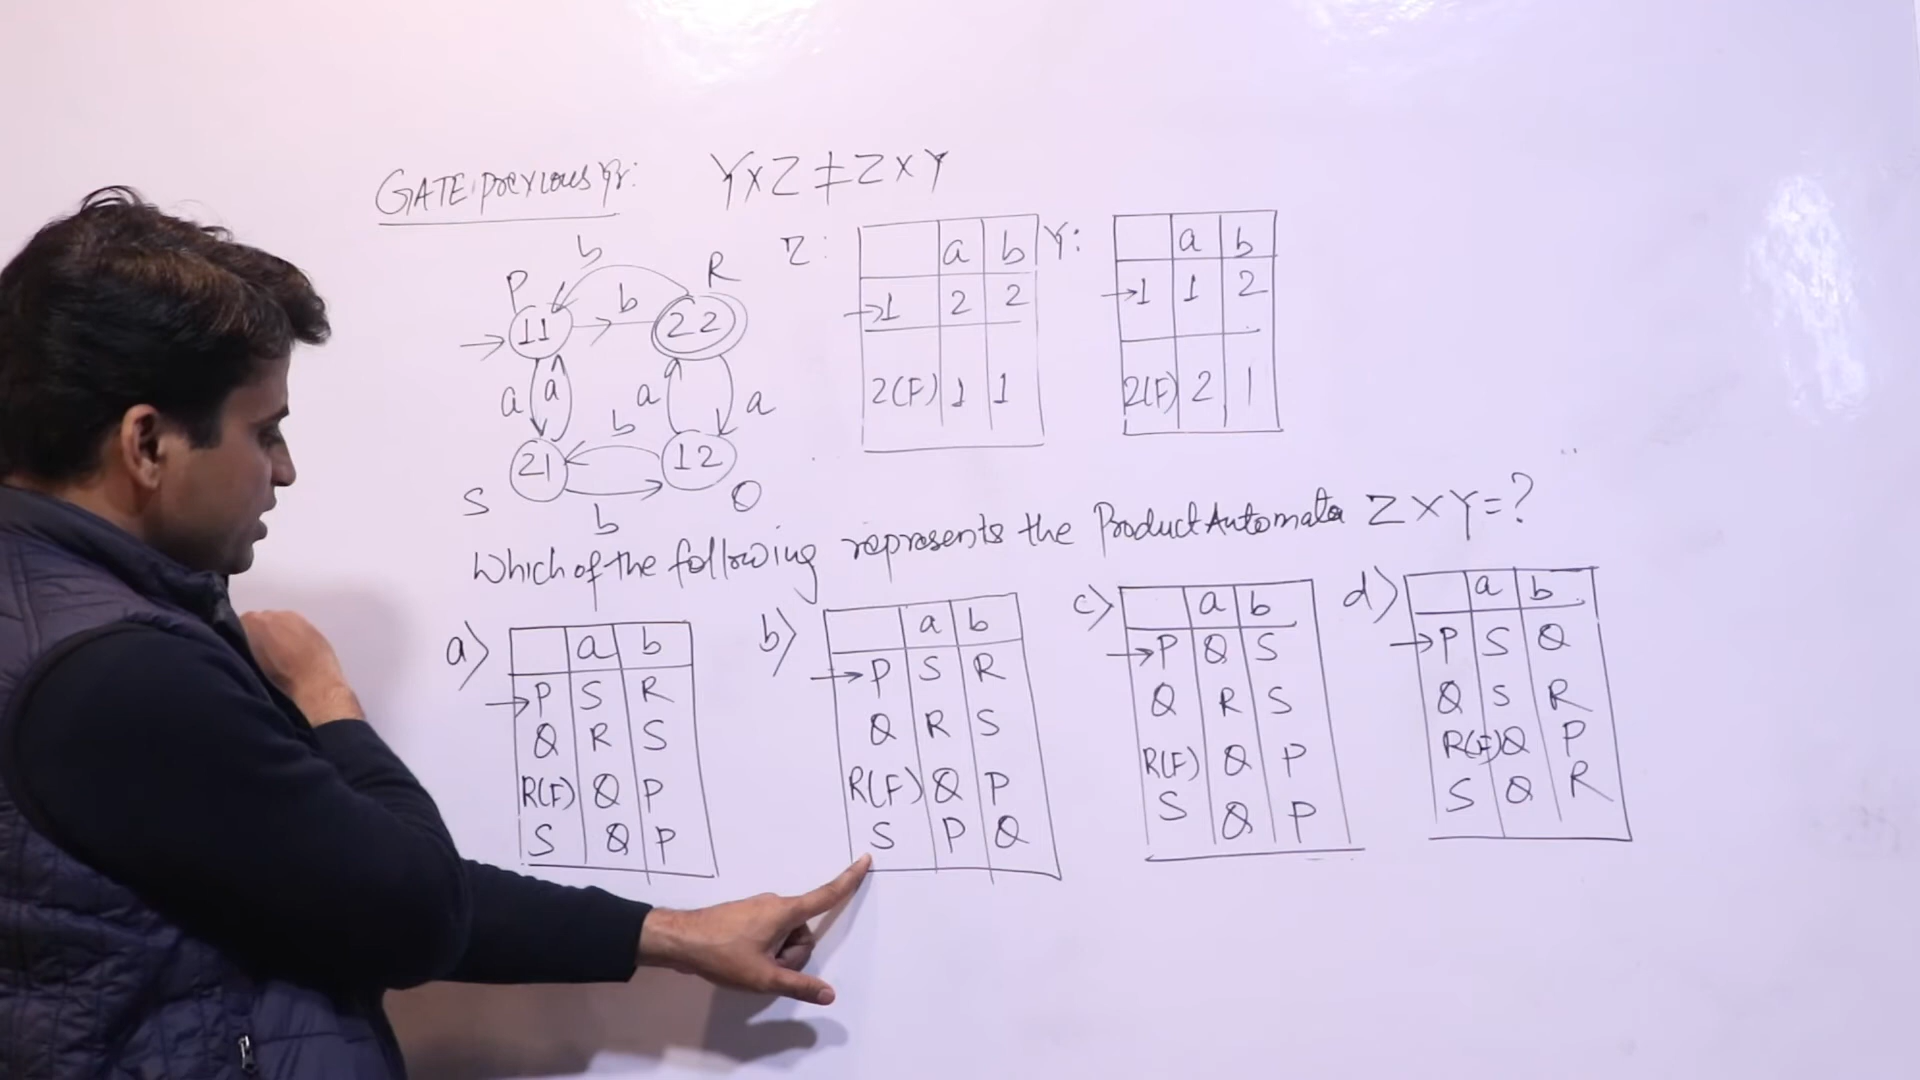 GATE previous yr: Y×Z ≠ Z×Y
b
P
R
b
11
22
a
a
a
a
b
21
12
S
Q
b
Z:
a b
→1 2 2
2(F) 1 1
Y:
a b
→1 1 2
2(F) 2 1
Which of the following represents the Product Automata Z×Y=?
a)
a b
→P S R
Q R S
R(F) Q P
S Q P
b)
a b
→P S R
Q R S
R(F) Q P
S P Q
c)
a b
→P Q S
Q R S
R(F) Q P
S Q P
d)
a b
→P S Q
Q S R
R(F) Q P
S Q R